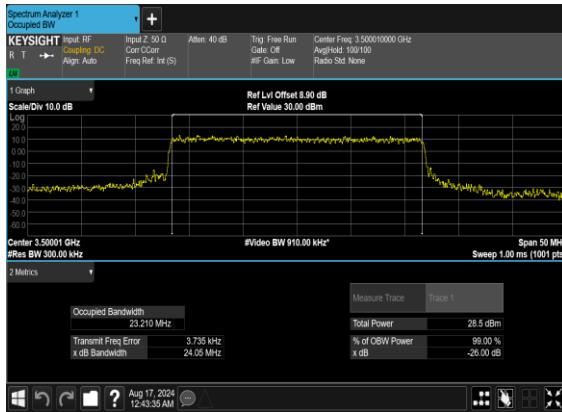 Spectrum Analyzer 1
Occupied BW
KEYSIGHT Input: RF Input Z: 50 Ω Atten: 40 dB Trig: Free Run Center Freq: 3.500010000 GHz
R T Coupling: DC Corr CCorr Gate: Off Avg|Hold: 100/100
Align: Auto Freq Ref: Int (S) #IF Gain: Low Radio Std: None
LXI
1 Graph Ref Lvl Offset 8.90 dB
Scale/Div 10.0 dB Ref Value 30.00 dBm
Log
20.0
10.0
0.00
-10.0
-20.0
-30.0
-40.0
-50.0
-60.0
Center 3.50001 GHz #Video BW 910.00 kHz* Span 50 MH
#Res BW 300.00 kHz Sweep 1.00 ms (1001 pts
2 Metrics
Measure Trace Trace 1
Occupied Bandwidth
23.210 MHz Total Power 28.5 dBm
Transmit Freq Error 3.735 kHz % of OBW Power 99.00 %
x dB Bandwidth 24.05 MHz x dB -26.00 dB
? Aug 17, 2024
12:43:35 AM